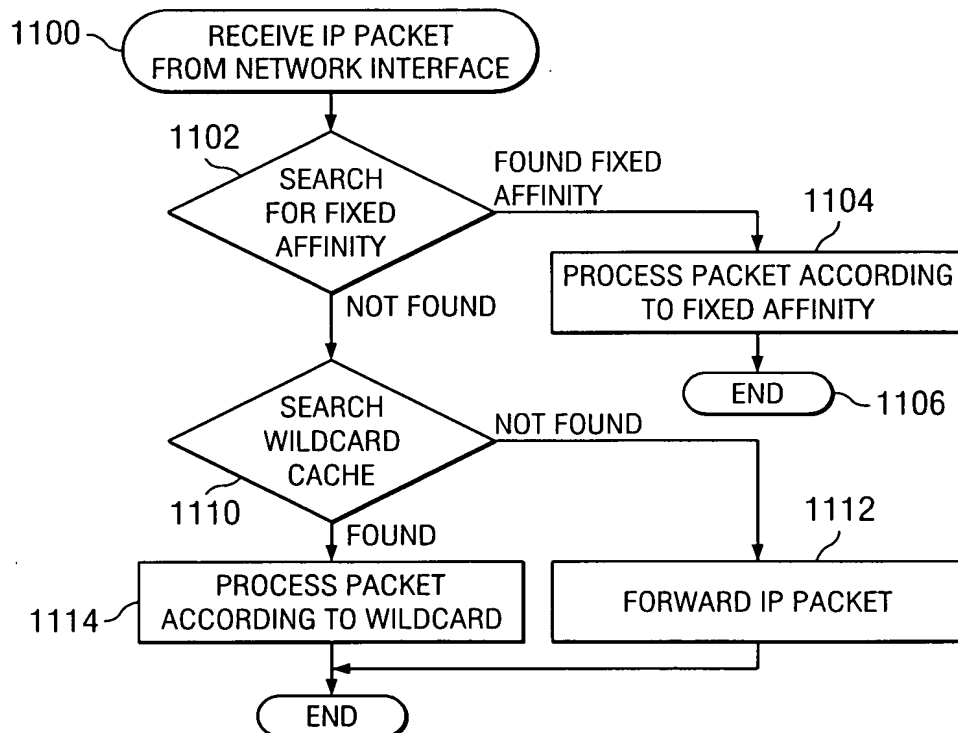 1100
RECEIVE IP PACKET
FROM NETWORK INTERFACE
1102
SEARCH
FOR FIXED
AFFINITY
FOUND FIXED
AFFINITY
1104
PROCESS PACKET ACCORDING
TO FIXED AFFINITY
NOT FOUND
END
1106
SEARCH
WILDCARD
CACHE
NOT FOUND
1110
FOUND
1112
PROCESS PACKET
ACCORDING TO WILDCARD
1114
FORWARD IP PACKET
END